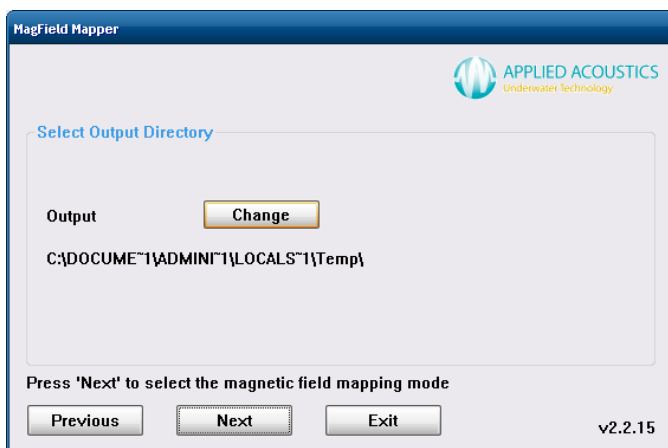 MagField Mapper
APPLIED ACOUSTICS
Underwater Technology
Select Output Directory
Output Change
C:\DOCUME~1\ADMINI~1\LOCALS~1\Temp\
Press 'Next' to select the magnetic field mapping mode
Previous Next Exit v2.2.15